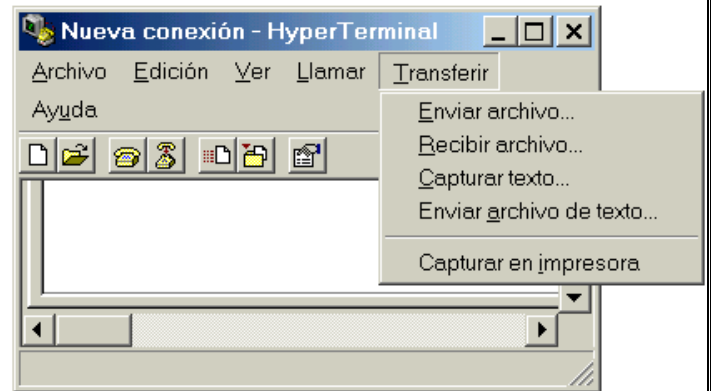 Nueva conexión - HyperTerminal
Archivo Edición Ver Llamar Transferir
Ayuda
Enviar archivo...
Recibir archivo...
Capturar texto...
Enviar archivo de texto...
Capturar en impresora